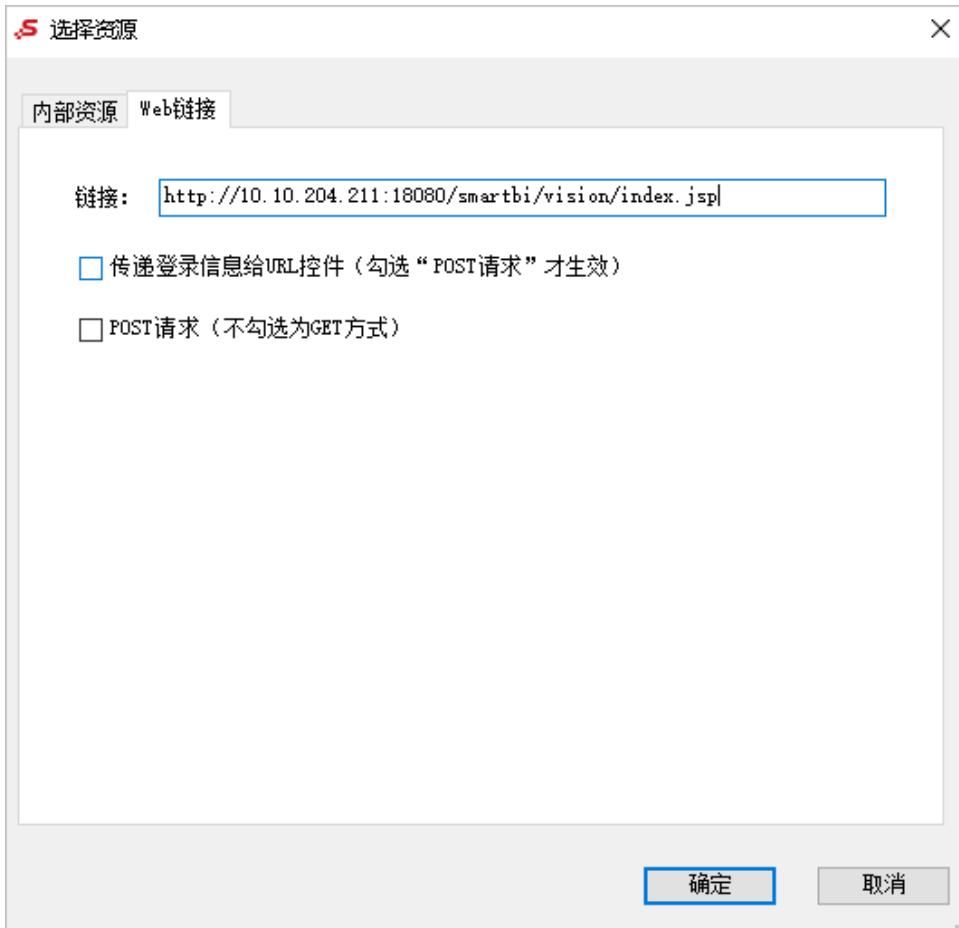 选择资源
内部资源 Web链接
链接: http://10.10.204.211:18080/smartbi/vision/index.jsp
传递登录信息给URL控件（勾选“POST请求”才生效）
POST请求（不勾选为GET方式）
确定 取消